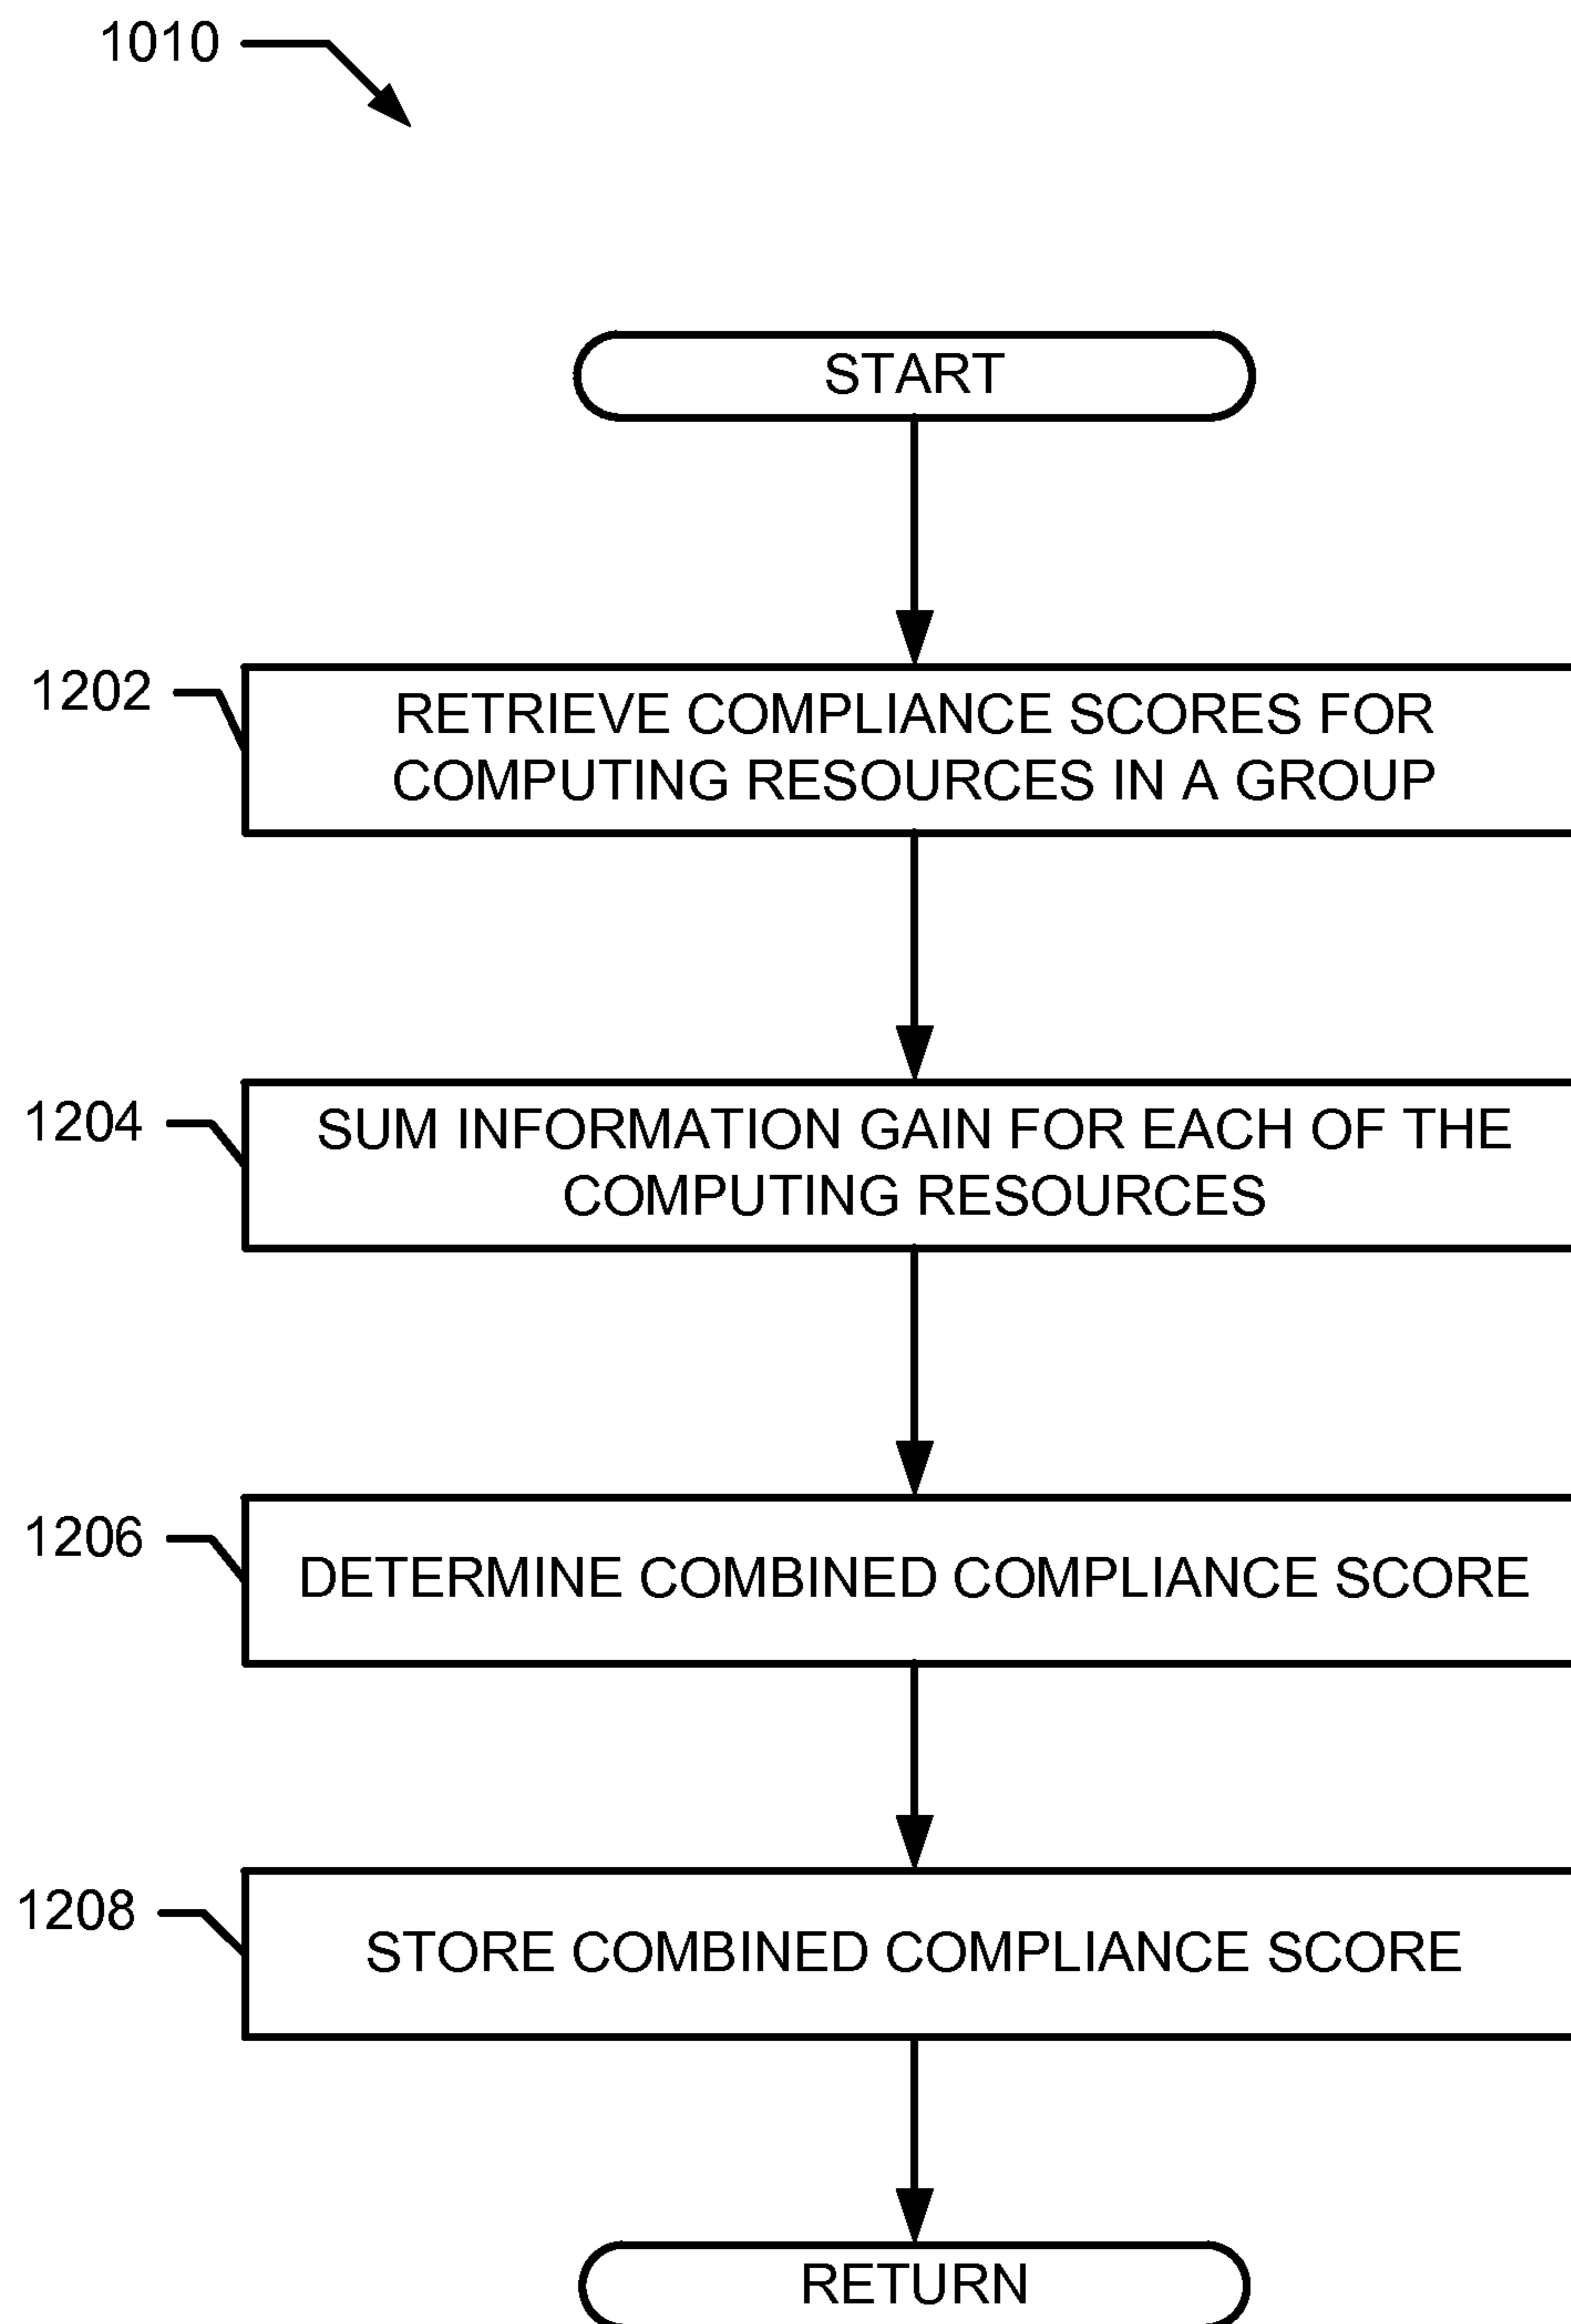 1010
START
1202
RETRIEVE COMPLIANCE SCORES FOR
COMPUTING RESOURCES IN A GROUP
1204
SUM INFORMATION GAIN FOR EACH OF THE
COMPUTING RESOURCES
1206
DETERMINE COMBINED COMPLIANCE SCORE
1208
STORE COMBINED COMPLIANCE SCORE
RETURN